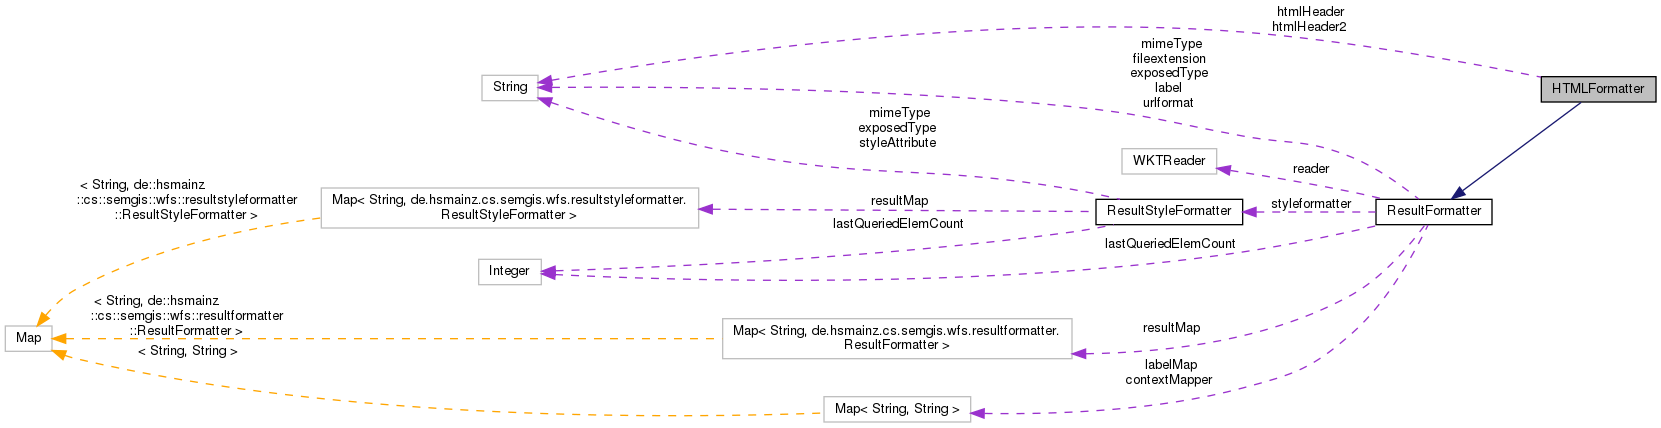 htmlHeader
htmlHeader2
mimeType
fileextension
exposedType
label
urlformat
String
HTMLFormatter
mimeType
exposedType
styleAttribute
WKTReader
reader
< String, de::hsmainz
::cs::semgis::wfs::resultstyleformatter
::ResultStyleFormatter >
Map< String, de.hsmainz.cs.semgis.wfs.resultstyleformatter.
ResultStyleFormatter >
resultMap
ResultStyleFormatter
styleformatter
ResultFormatter
lastQueriedElemCount
lastQueriedElemCount
Integer
< String, de::hsmainz
::cs::semgis::wfs::resultformatter
::ResultFormatter >
Map
Map< String, de.hsmainz.cs.semgis.wfs.resultformatter.
ResultFormatter >
resultMap
< String, String >
labelMap
contextMapper
Map< String, String >